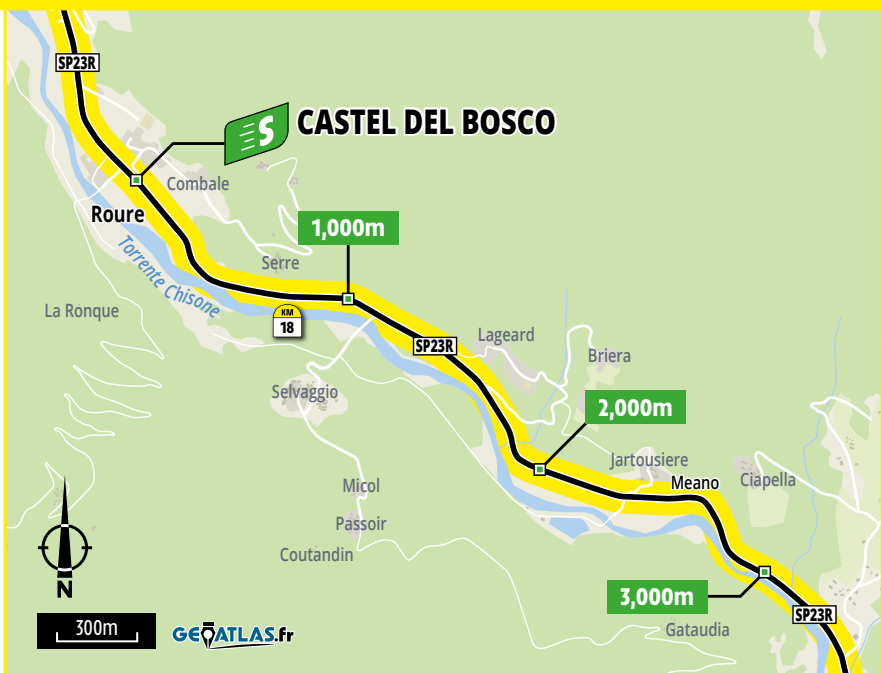 SP23R
S
CASTEL DEL BOSCO
Combale
Roure
1,000m
Torrente Chisone
Serre
La Ronque
KM
18
SP23R
Lageard
Briera
Selvaggio
2,000m
Jartousiere
Meano
Ciapella
Micol
Passoir
Coutandin
N
3,000m
SP23R
300m
GEOATLAS.fr
Gataudia